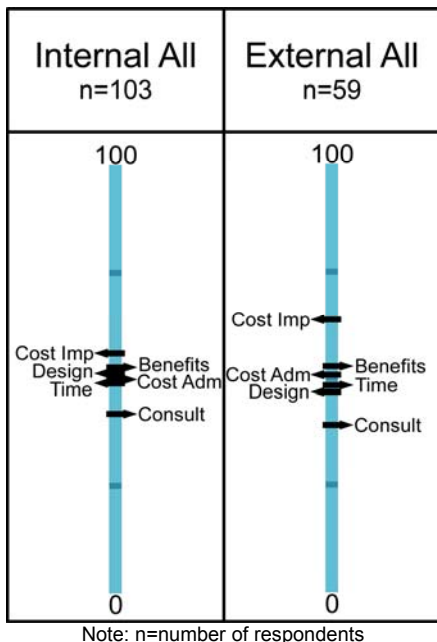 Internal All
n=103
External All
n=59
100
Cost Imp
Benefits
Design
Cost Adm
Time
Consult
0
100
Cost Imp
Benefits
Cost Adm
Time
Design
Consult
0
Note: n=number of respondents